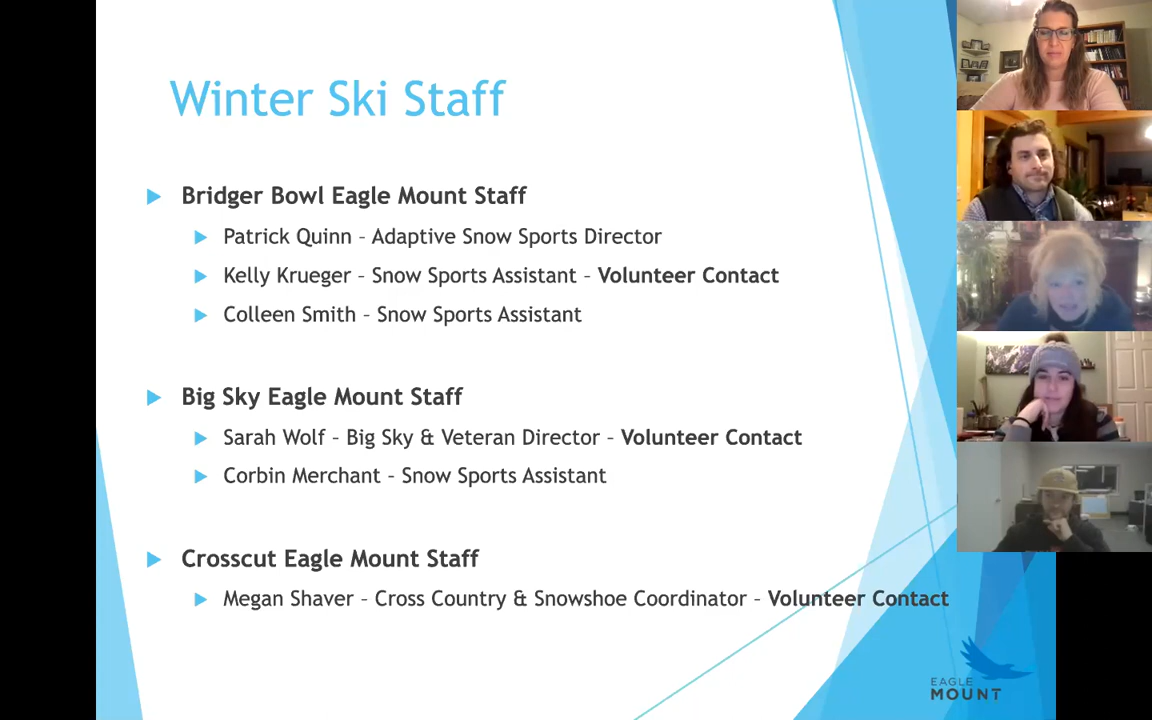 Winter Ski Staff
Bridger Bowl Eagle Mount Staff
Patrick Quinn – Adaptive Snow Sports Director
Kelly Krueger – Snow Sports Assistant – Volunteer Contact
Colleen Smith – Snow Sports Assistant
Big Sky Eagle Mount Staff
Sarah Wolf – Big Sky & Veteran Director – Volunteer Contact
Corbin Merchant – Snow Sports Assistant
Crosscut Eagle Mount Staff
Megan Shaver – Cross Country & Snowshoe Coordinator – Volunteer Contact
EAGLE
MOUNT